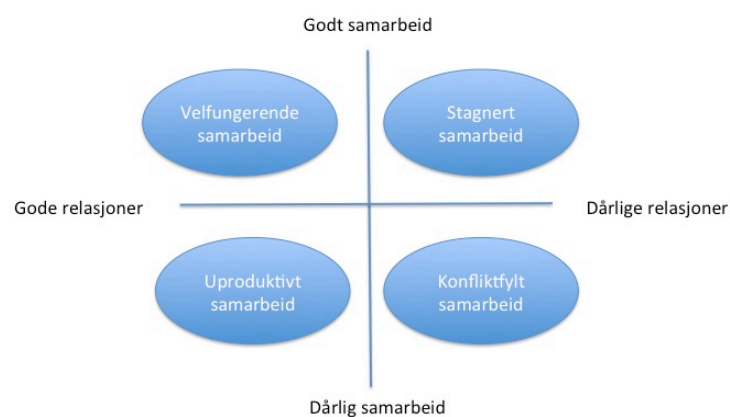 Godt samarbeid
Velfungerende
samarbeid
Stagnert
samarbeid
Gode relasjoner
Dårlige relasjoner
Uproduktivt
samarbeid
Konfliktfylt
samarbeid
Dårlig samarbeid